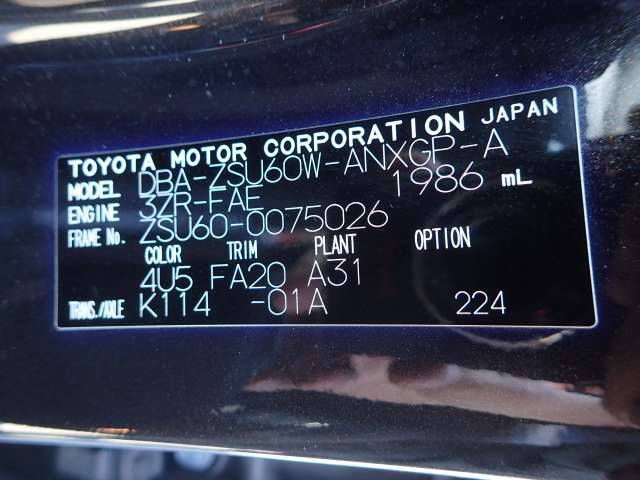 TOYOTA MOTOR CORPORATION JAPAN
MODEL DBA-ZSU60W-ANXGP-A
ENGINE 3ZR-FAE 1986 mL
FRAME No. ZSU60-0075026
COLOR TRIM PLANT OPTION
4U5 FA20 A31
TRANS./AXLE K114 -01A 224